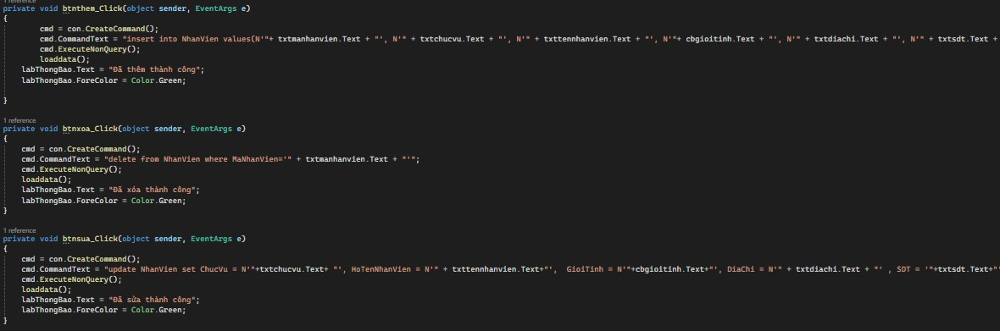 1 reference
private void btnthem_Click(object sender, EventArgs e)
{
cmd = con.CreateCommand();
cmd.CommandText = "insert into NhanVien values(N'"+ txtmanhanvien.Text + "', N'" + txtchucvu.Text + "', N'" + txttennhanvien.Text + "', N'"+ cbgioitinh.Text + "', N'" + txtdiachi.Text + "', N'" + txtsdt.Text +
cmd.ExecuteNonQuery();
loaddata();
labThongBao.Text = "Đã thêm thành công";
labThongBao.ForeColor = Color.Green;
}
1 reference
private void btnxoa_Click(object sender, EventArgs e)
{
cmd = con.CreateCommand();
cmd.CommandText = "delete from NhanVien where MaNhanVien='" + txtmanhanvien.Text + "'";
cmd.ExecuteNonQuery();
loaddata();
labThongBao.Text = "Đã xóa thành công";
labThongBao.ForeColor = Color.Green;
}
1 reference
private void btnsua_Click(object sender, EventArgs e)
{
cmd = con.CreateCommand();
cmd.CommandText = "update NhanVien set ChucVu = N'"+txtchucvu.Text+ "', HoTenNhanVien = N'" + txttennhanvien.Text+"',  GioiTinh = N'"+cbgioitinh.Text+"', DiaChi = N'" + txtdiachi.Text + "' , SDT = '"+txtsdt.Text+"'
cmd.ExecuteNonQuery();
loaddata();
labThongBao.Text = "Đã sửa thành công";
labThongBao.ForeColor = Color.Green;
}